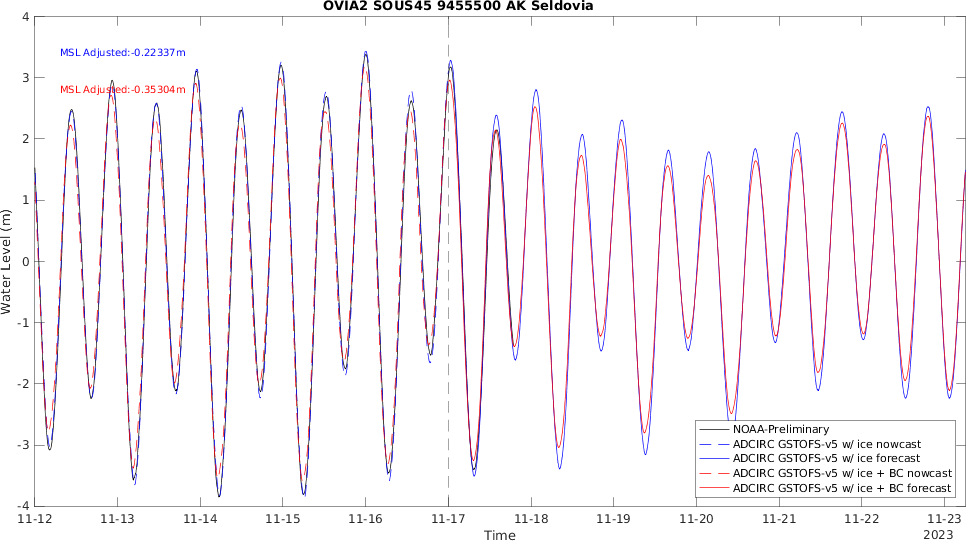 OVIA2 SOUS45 9455500 AK Seldovia
4
MSL Adjusted:-0.22337m
3
MSL Adjusted:-0.35304m
2
1
0
-1
-2
-3
-4
Water Level (m)
NOAA-Preliminary
ADCIRC GSTOFS-v5 w/ ice nowcast
ADCIRC GSTOFS-v5 w/ ice forecast
ADCIRC GSTOFS-v5 w/ ice + BC nowcast
ADCIRC GSTOFS-v5 w/ ice + BC forecast
11-12 11-13 11-14 11-15 11-16 11-17 11-18 11-19 11-20 11-21 11-22 11-23
Time
2023